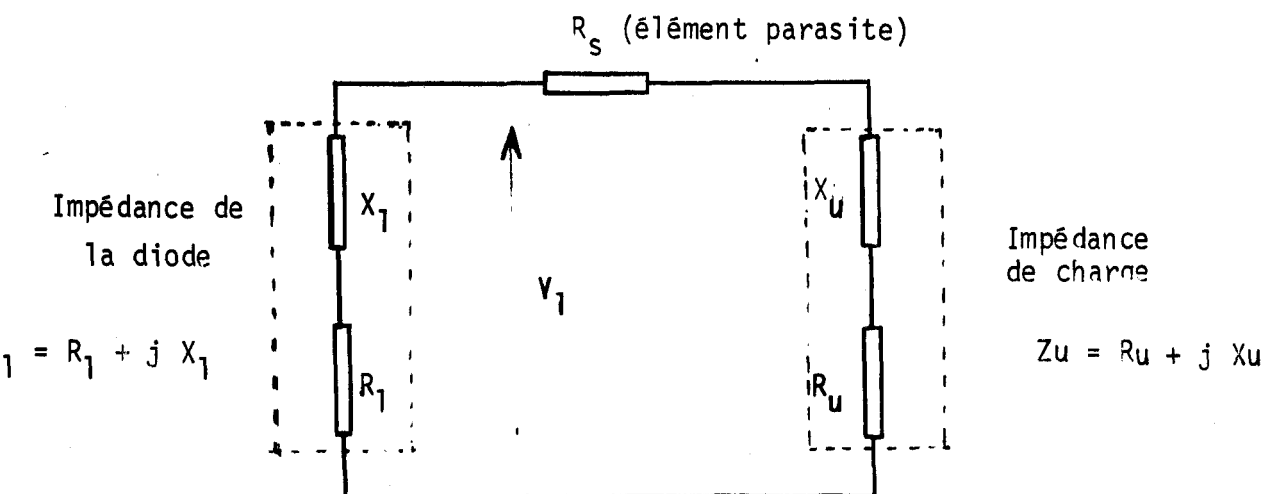 R_s (élément parasite)
Impédance de
la diode
X_1
R_1
V_1
X_u
R_u
Impédance
de charge
1 = R_1 + j X_1
Zu = Ru + j Xu